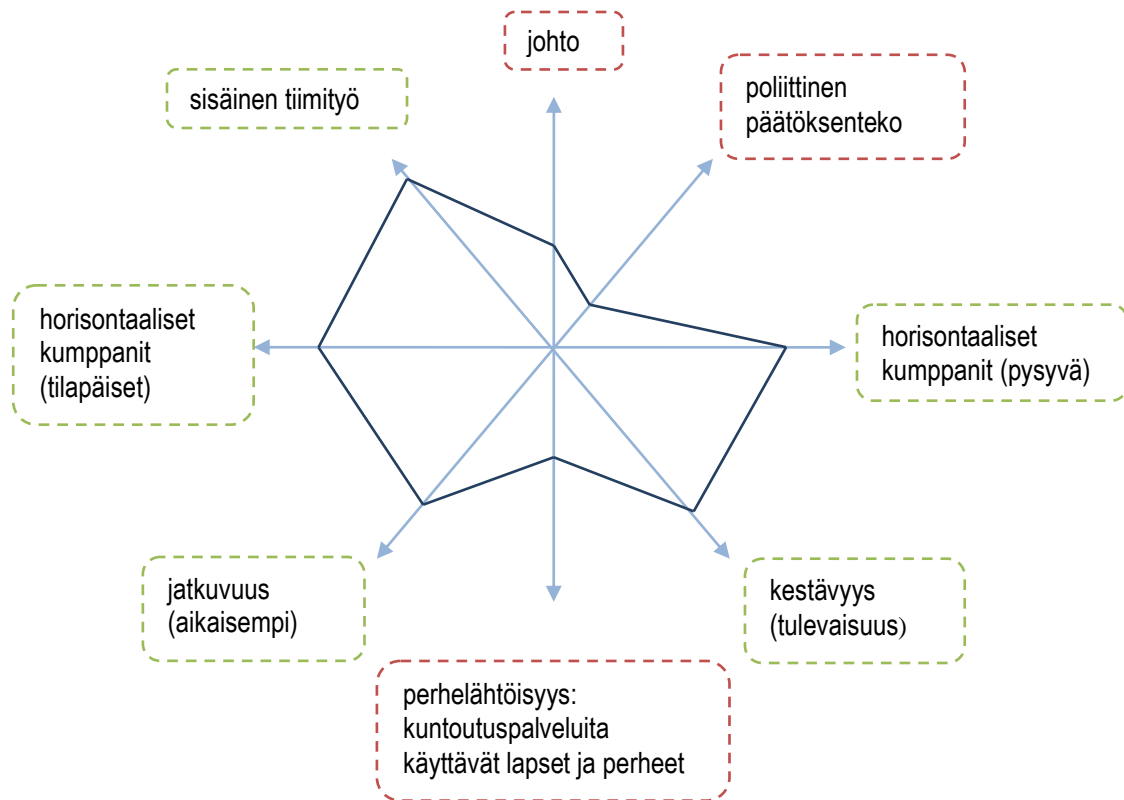 johto
poliittinen
päätöksenteko
sisäinen tiimityö
horisontaaliset
kumppanit
(tilapäiset)
horisontaaliset
kumppanit (pysyvä)
jatkuvuus
(aikaisempi)
kestävyys
(tulevaisuus)
perhelähtöisyys:
kuntoutuspalveluita
käyttävät lapset ja perheet